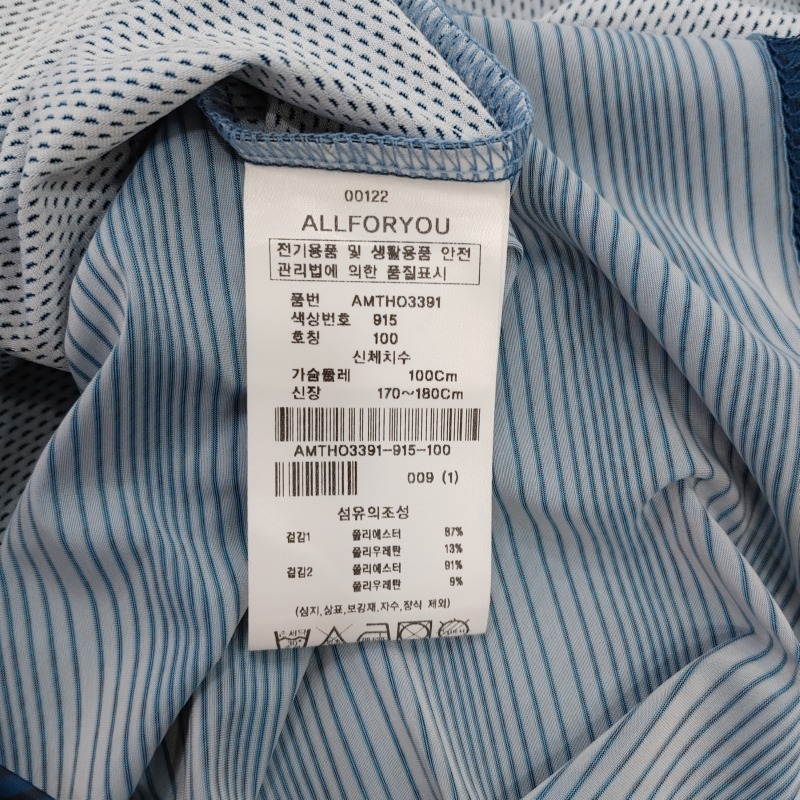 00122
ALLFORYOU
전기용품 및 생활용품 안전
관리법에 의한 품질표시
품번 AMTHO3391
색상번호 915
호칭 100
신체치수
가슴둘레 100Cm
신장 170~180Cm
AMTHO3391-915-100
009 (1)
섬유의조성
겉감1 폴리에스터 87%
폴리우레탄 13%
겉감2 폴리에스터 91%
폴리우레탄 9%
(심지,상표,보강재,자수,장식 제외)